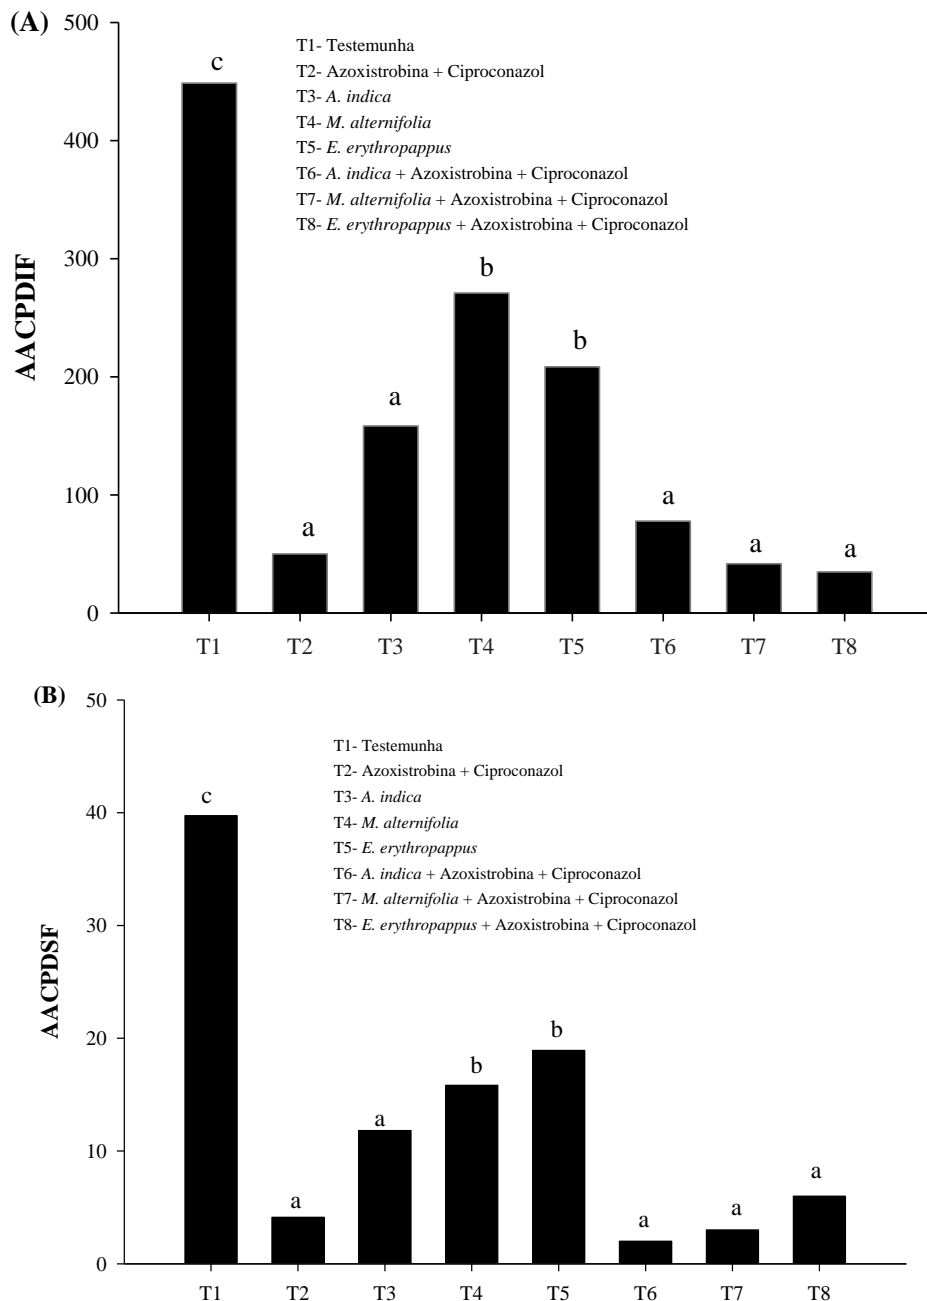 (A)
500
400
300
200
100
0
AACPDIF
T1- Testemunha
T2- Azoxistrobina + Ciproconazol
T3- A. indica
T4- M. alternifolia
T5- E. erythropappus
T6- A. indica + Azoxistrobina + Ciproconazol
T7- M. alternifolia + Azoxistrobina + Ciproconazol
T8- E. erythropappus + Azoxistrobina + Ciproconazol
c
a
a
b
b
a
a
a
T1 T2 T3 T4 T5 T6 T7 T8
(B)
50
40
30
20
10
0
AACPDSF
T1- Testemunha
T2- Azoxistrobina + Ciproconazol
T3- A. indica
T4- M. alternifolia
T5- E. erythropappus
T6- A. indica + Azoxistrobina + Ciproconazol
T7- M. alternifolia + Azoxistrobina + Ciproconazol
T8- E. erythropappus + Azoxistrobina + Ciproconazol
c
a
a
b
b
a
a
a
T1 T2 T3 T4 T5 T6 T7 T8